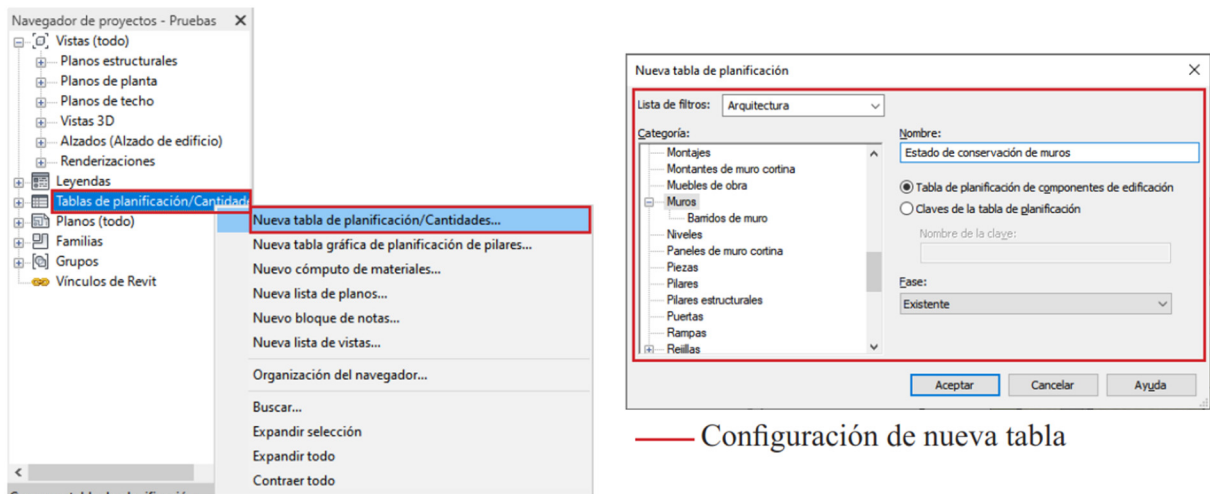 Navegador de proyectos - Pruebas
Vistas (todo)
Planos estructurales
Planos de planta
Planos de techo
Vistas 3D
Alzados (Alzado de edificio)
Renderizaciones
Leyendas
Tablas de planificación/Cantidade
Planos (todo)
Familias
Grupos
Vínculos de Revit
Nueva tabla de planificación/Cantidades...
Nueva tabla gráfica de planificación de pilares...
Nuevo cómputo de materiales...
Nueva lista de planos...
Nuevo bloque de notas...
Nueva lista de vistas...
Organización del navegador...
Buscar...
Expandir selección
Expandir todo
Contraer todo
Nueva tabla de planificación
Lista de filtros: Arquitectura
Categoría:
Montajes
Montantes de muro cortina
Muebles de obra
Muros
Barridos de muro
Niveles
Paneles de muro cortina
Piezas
Pilares
Pilares estructurales
Puertas
Rampas
Rejillas
Nombre:
Estado de conservación de muros
Tabla de planificación de componentes de edificación
Claves de la tabla de planificación
Nombre de la clave:
Fase:
Existente
Aceptar Cancelar Ayuda
Configuración de nueva tabla